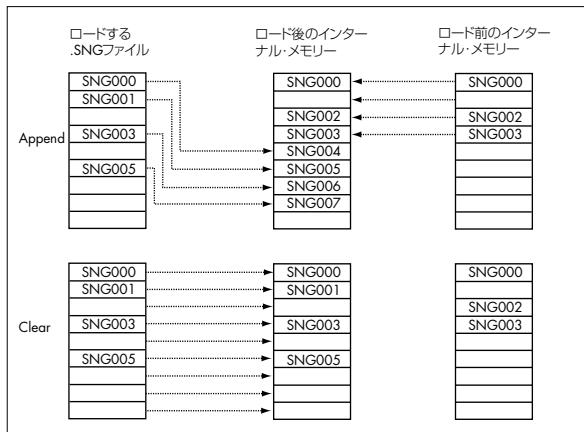 ロードする
.SNGファイル
ロード後のインター
ナル・メモリー
ロード前のインター
ナル・メモリー
Append
SNG000
SNG001
SNG003
SNG005
SNG000
SNG002
SNG003
SNG004
SNG005
SNG006
SNG007
SNG000
SNG002
SNG003
Clear
SNG000
SNG001
SNG003
SNG005
SNG000
SNG001
SNG003
SNG005
SNG000
SNG002
SNG003